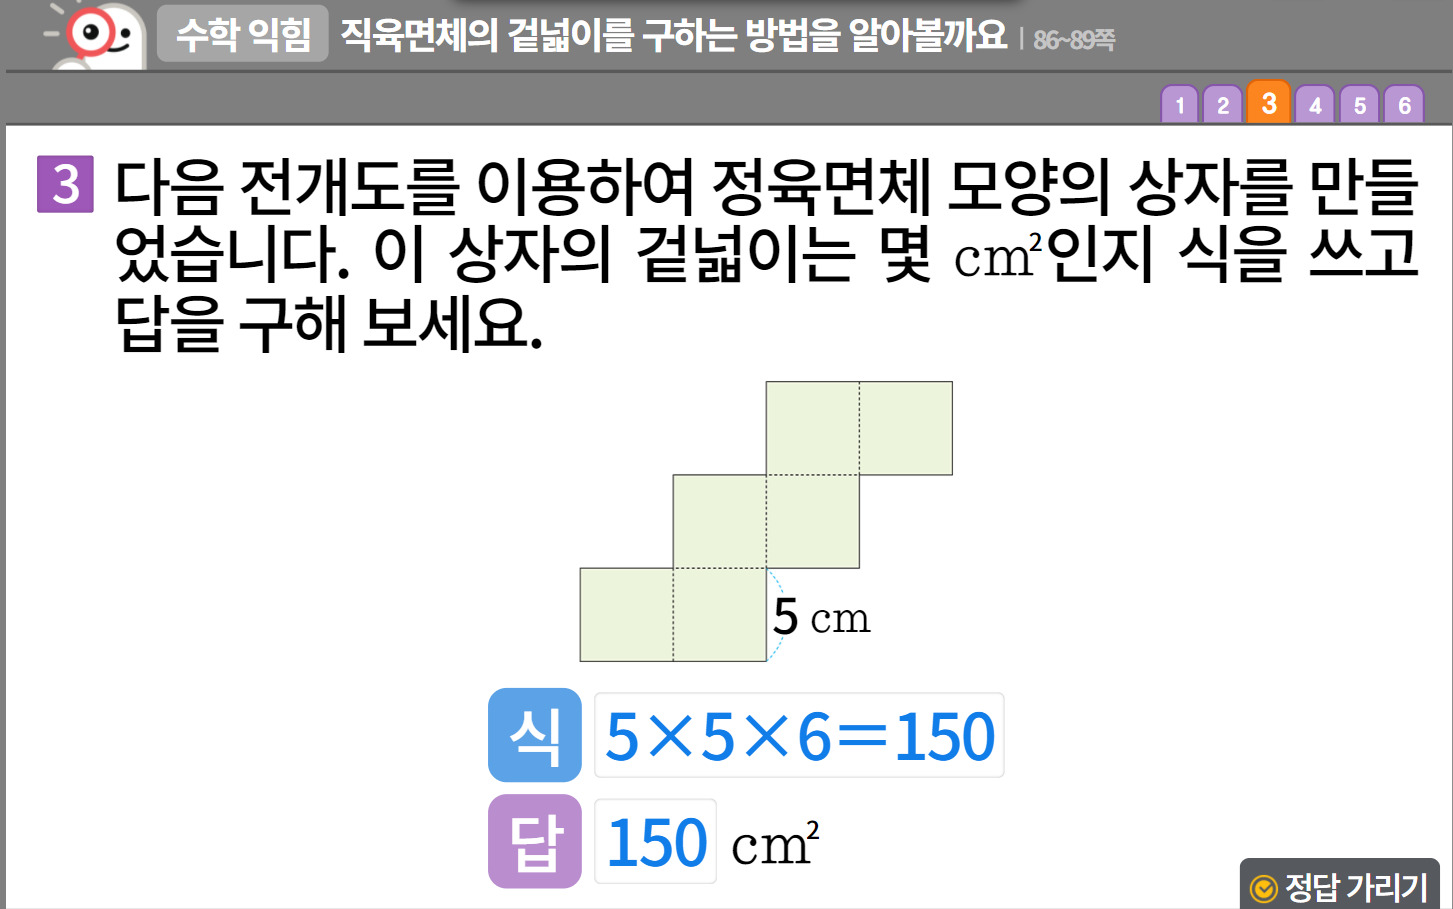 수학 익힘 직육면체의 겉넓이를 구하는 방법을 알아볼까요 | 86~89쪽
1 2 3 4 5 6
3 다음 전개도를 이용하여 정육면체 모양의 상자를 만들
었습니다. 이 상자의 겉넓이는 몇 cm²인지 식을 쓰고
답을 구해 보세요.
5 cm
식 5×5×6=150
답 150 cm²
정답 가리기